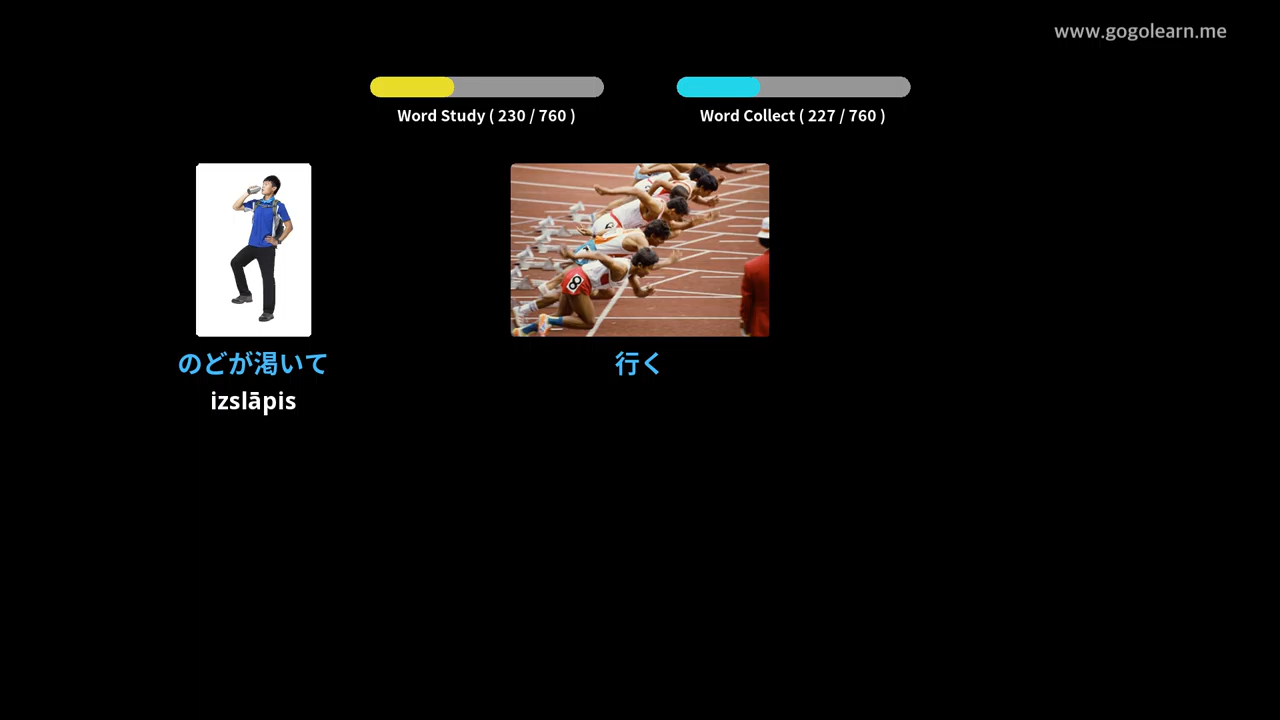 www.gogolearn.me
Word Study ( 230 / 760 )
Word Collect ( 227 / 760 )
8
のどが渇いて
行く
izslāpis